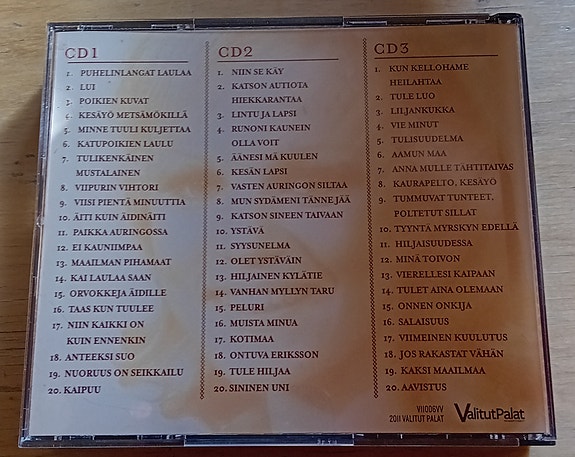 CD1
1. PUHELINLANGAT LAULAA
2. LUI
3. POIKIEN KUVAT
4. KESÄYÖ METSÄMÖKILLÄ
5. MINNE TUULI KULJETTAA
6. KATUPOIKIEN LAULU
7. TULIKENKÄINEN
MUSTALAINEN
8. VIIPURIN VIHTORI
9. VIISI PIENTÄ MINUUTTIA
10. ÄITI KUIN ÄIDINÄITI
11. PAIKKA AURINGOSSA
12. EI KAUNIIMPAA
13. MAAILMAN PIHAMAAT
14. KAI LAULAA SAAN
15. ORVOKKEJA ÄIDILLE
16. TAAS KUN TUULEE
17. NIIN KAIKKI ON
KUIN ENNENKIN
18. ANTEEKSI SUO
19. NUORUUS ON SEIKKAILU
20. KAIPUU
CD2
1. NIIN SE KÄY
2. KATSON AUTIOTA
HIEKKARANTAA
3. LINTU JA LAPSI
4. RUNONI KAUNEIN
OLLA VOIT
5. ÄÄNESI MÄ KUULEN
6. KESÄN LAPSI
7. VASTEN AURINGON SILTAA
8. MUN SYDÄMENI TÄNNE JÄÄ
9. KATSON SINEEN TAIVAAN
10. YSTÄVÄ
11. SYYSUNELMA
12. OLET YSTÄVÄIN
13. HILJAINEN KYLÄTIE
14. VANHAN MYLLYN TARU
15. PELURI
16. MUISTA MINUA
17. KOTIMAA
18. ONTUVA ERIKSSON
19. TULE HILJAA
20. SININEN UNI
CD3
1. KUN KELLOHAME
HEILAHTAA
2. TULE LUO
3. LILJANKUKKA
4. VIE MINUT
5. TULISUUDELMA
6. AAMUN MAA
7. ANNA MULLE TÄHTITAIVAS
8. KAURAPELTO, KESÄYÖ
9. TUMMUVAT TUNTEET,
POLTETUT SILLAT
10. TYYNTÄ MYRSKYN EDELLÄ
11. HILJAISUUDESSA
12. MINÄ TOIVON
13. VIERELLESI KAIPAAN
14. TULET AINA OLEMAAN
15. ONNEN ONKIJA
16. SALAISUUS
17. VIIMEINEN KUULUTUS
18. JOS RAKASTAT VÄHÄN
19. KAKSI MAAILMAA
20. AAVISTUS
VII006VV
2011 VALITUT PALAT
ValitutPalat